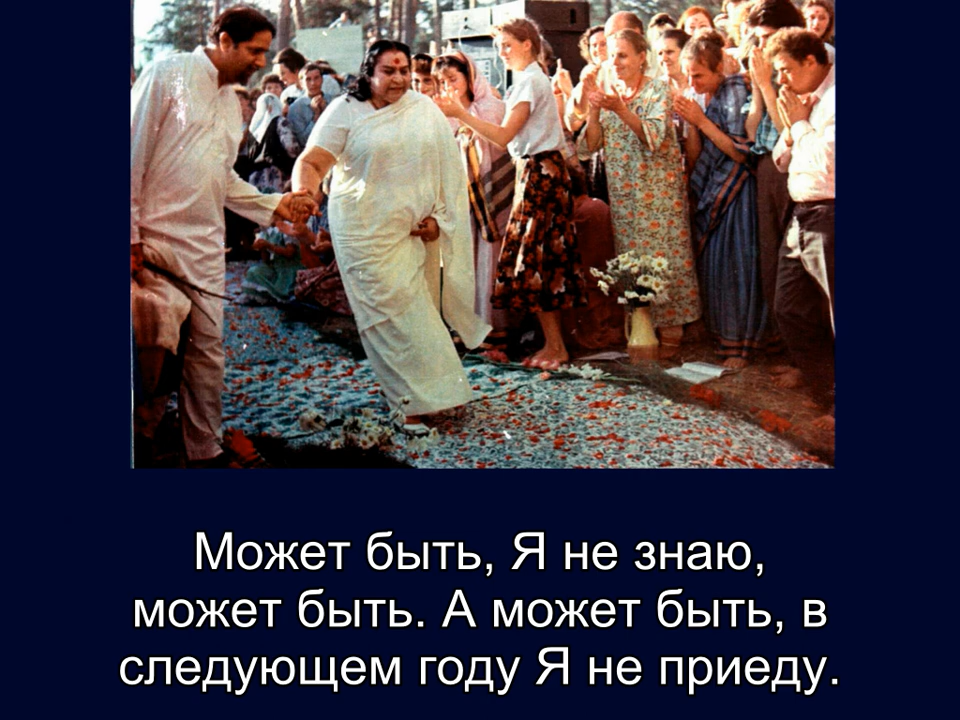 Может быть, Я не знаю,
может быть. А может быть, в
следующем году Я не приеду.